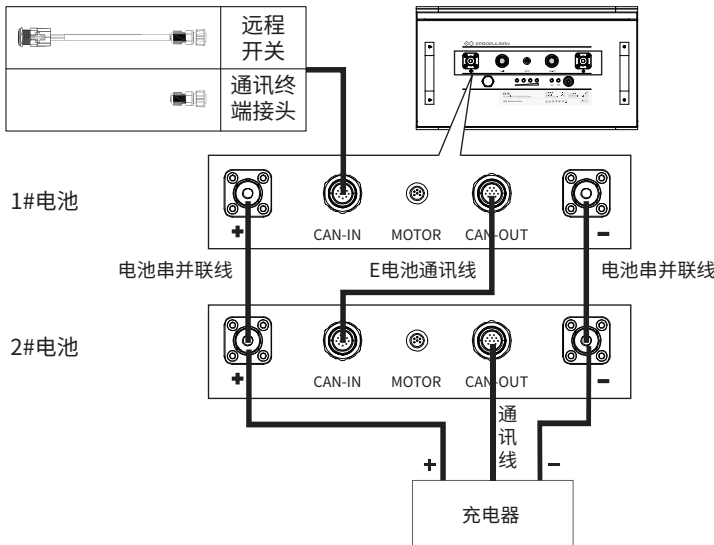 远程
开关
通讯终
端接头
EPROPULSION
1#电池
+
CAN-IN
MOTOR
CAN-OUT
−
电池串并联线
E电池通讯线
电池串并联线
2#电池
+
CAN-IN
MOTOR
CAN-OUT
−
通
讯
线
+
−
充电器